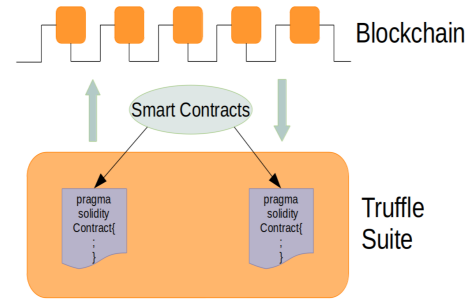 Blockchain
Smart Contracts
pragma
solidity
Contract{
:
}
pragma
solidity
Contract{
:
}
Truffle
Suite